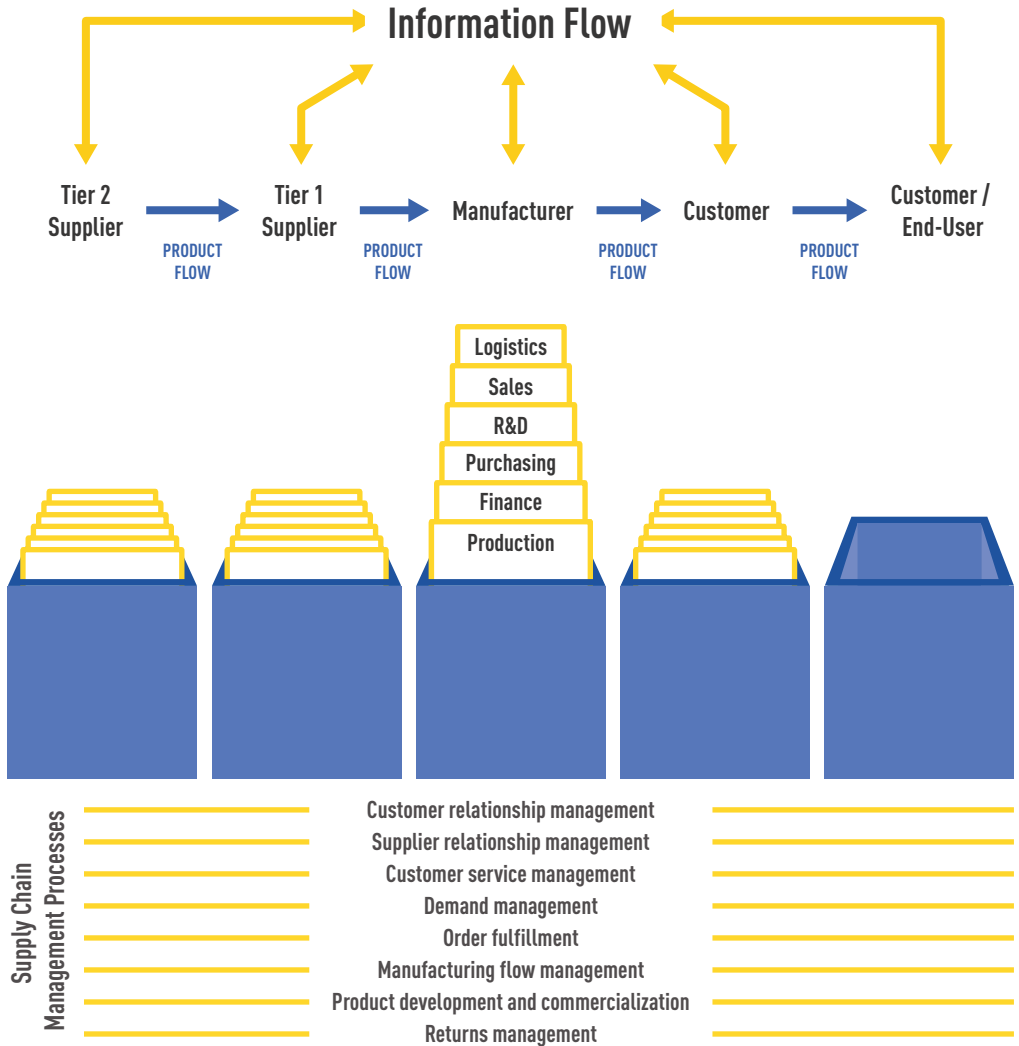 Information Flow
Tier 2
Supplier
Tier 1
Supplier
Manufacturer
Customer
Customer /
End-User
PRODUCT
FLOW
PRODUCT
FLOW
PRODUCT
FLOW
PRODUCT
FLOW
Logistics
Sales
R&D
Purchasing
Finance
Production
Supply Chain
Management Processes
Customer relationship management
Supplier relationship management
Customer service management
Demand management
Order fulfillment
Manufacturing flow management
Product development and commercialization
Returns management